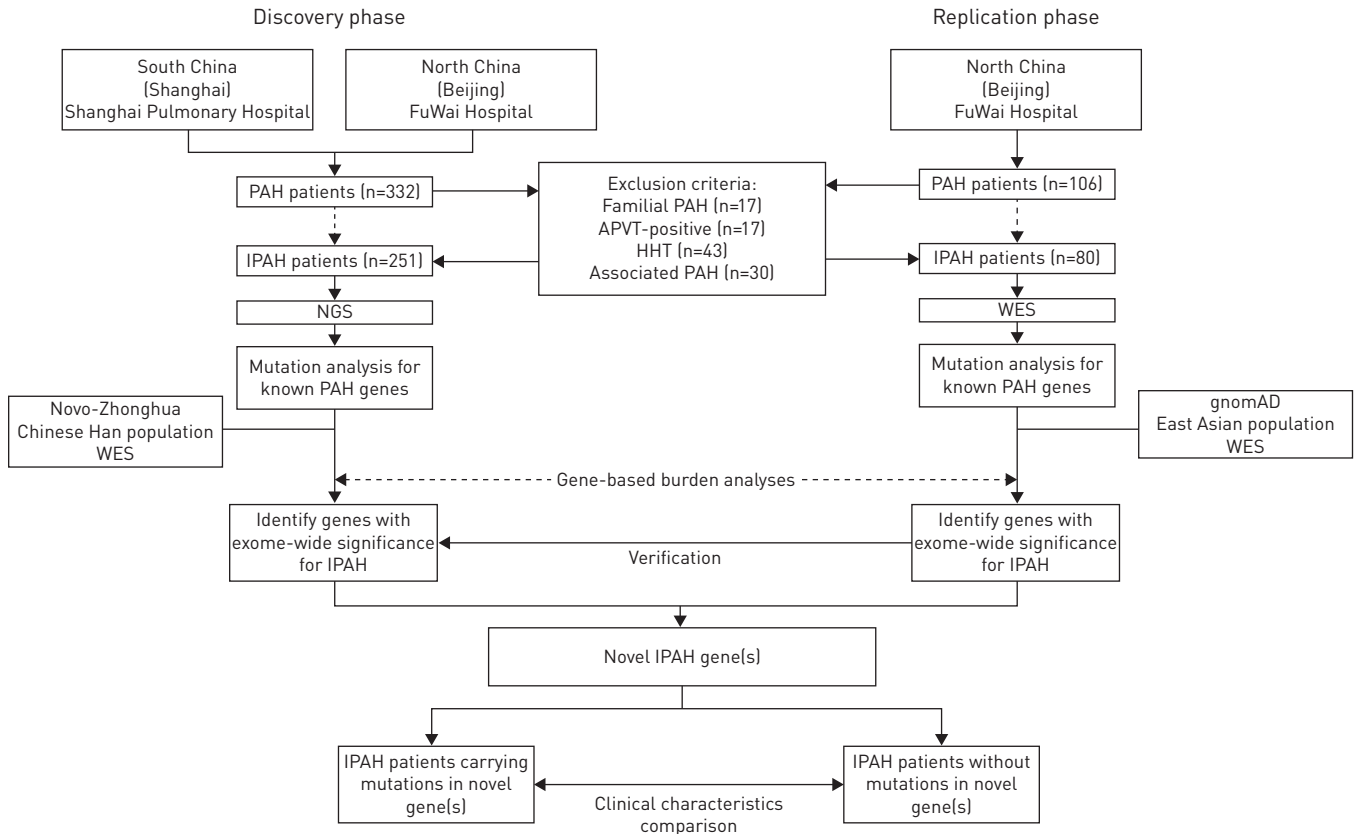 Discovery phase
Replication phase
South China
(Shanghai)
Shanghai Pulmonary Hospital
North China
(Beijing)
FuWai Hospital
North China
(Beijing)
FuWai Hospital
PAH patients (n=332)
Exclusion criteria:
Familial PAH (n=17)
APVT-positive (n=17)
HHT (n=43)
Associated PAH (n=30)
PAH patients (n=106)
IPAH patients (n=251)
IPAH patients (n=80)
NGS
WES
Mutation analysis for
known PAH genes
Mutation analysis for
known PAH genes
Novo-Zhonghua
Chinese Han population
WES
gnomAD
East Asian population
WES
Gene-based burden analyses
Identify genes with
exome-wide significance
for IPAH
Verification
Identify genes with
exome-wide significance
for IPAH
Novel IPAH gene(s)
IPAH patients carrying
mutations in novel
gene(s)
Clinical characteristics
comparison
IPAH patients without
mutations in novel
gene(s)